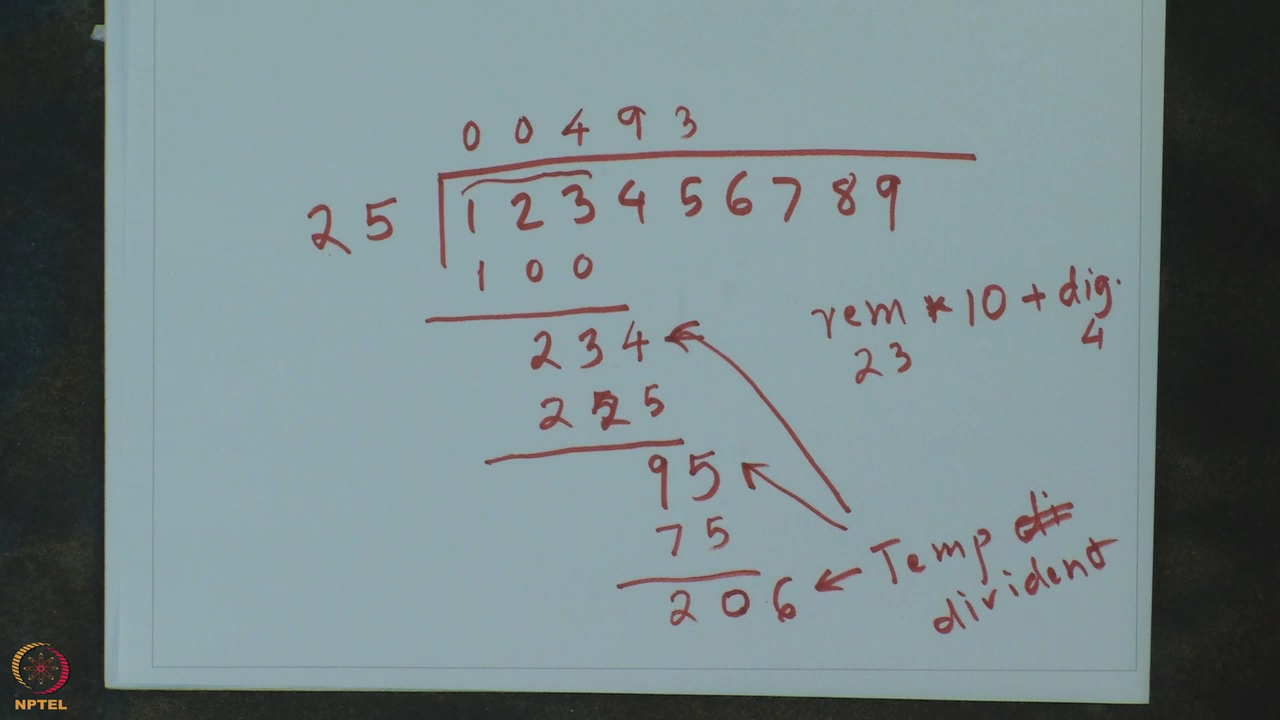 0 0 4 9 3
25 1 2 3 4 5 6 7 8 9
1 0 0
2 3 4
rem * 10 + dig.
23 4
2 2 5
9 5
7 5
2 0 6
Temp
divident
NPTEL